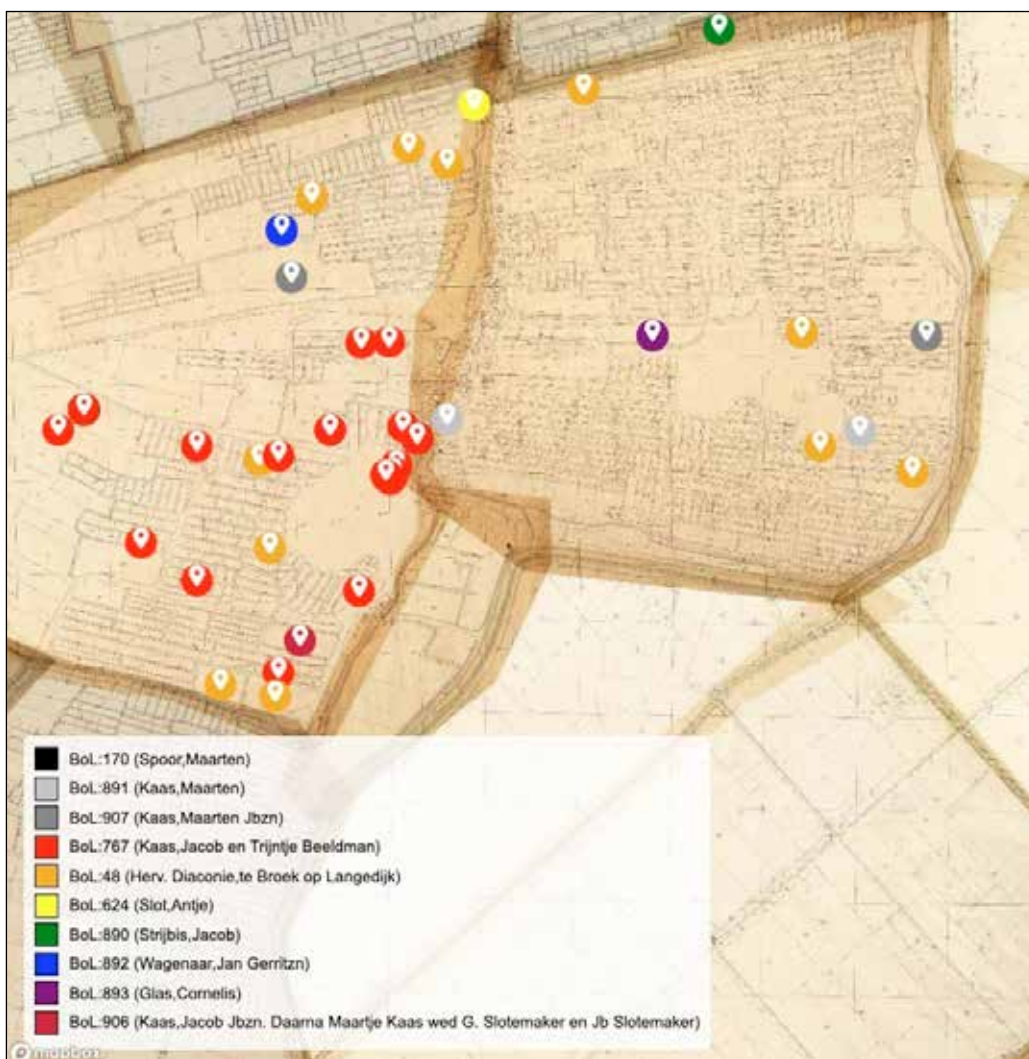 BoL:170 (Spoor,Maarten)
BoL:891 (Kaas,Maarten)
BoL:907 (Kaas,Maarten Jbzn)
BoL:767 (Kaas,Jacob en Trijntje Beeldman)
BoL:48 (Herv. Diaconie,te Broek op Langedijk)
BoL:624 (Slot,Antje)
BoL:890 (Strijbis,Jacob)
BoL:892 (Wagenaar,Jan Gerritzn)
BoL:893 (Glas,Cornelis)
BoL:906 (Kaas,Jacob Jbzn. Daarna Maartje Kaas wed G. Slotemaker en Jb Slotemaker)
mapbox